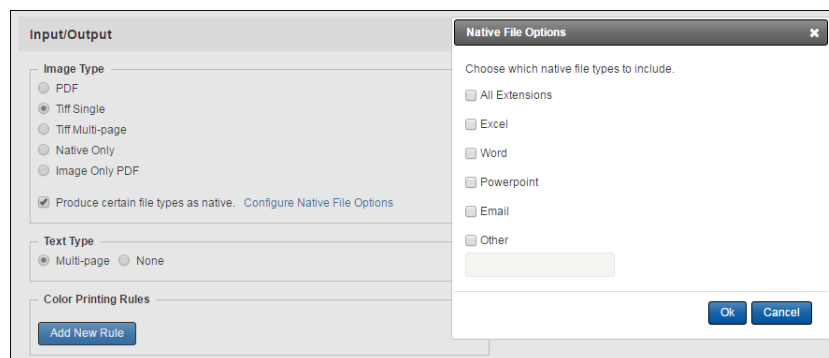 Input/Output
Image Type
PDF
Tiff Single
Tiff Multi-page
Native Only
Image Only PDF
Produce certain file types as native. Configure Native File Options
Text Type
Multi-page None
Color Printing Rules
Add New Rule
Native File Options
Choose which native file types to include.
All Extensions
Excel
Word
Powerpoint
Email
Other
Ok Cancel